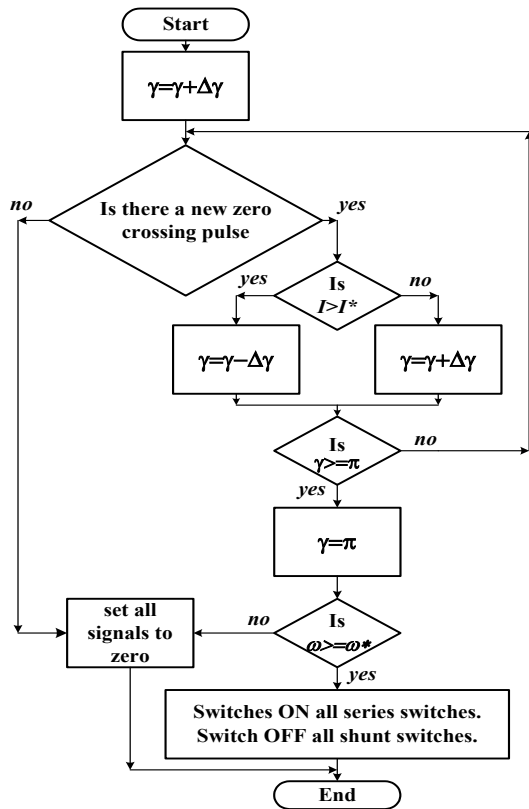 Start
γ=γ+Δγ
Is there a new zero
crossing pulse
no
yes
Is
I>I*
yes
no
γ=γ−Δγ
γ=γ+Δγ
Is
γ>=π
no
yes
γ=π
Is
ω>=ω*
no
yes
set all
signals to
zero
Switches ON all series switches.
Switch OFF all shunt switches.
End